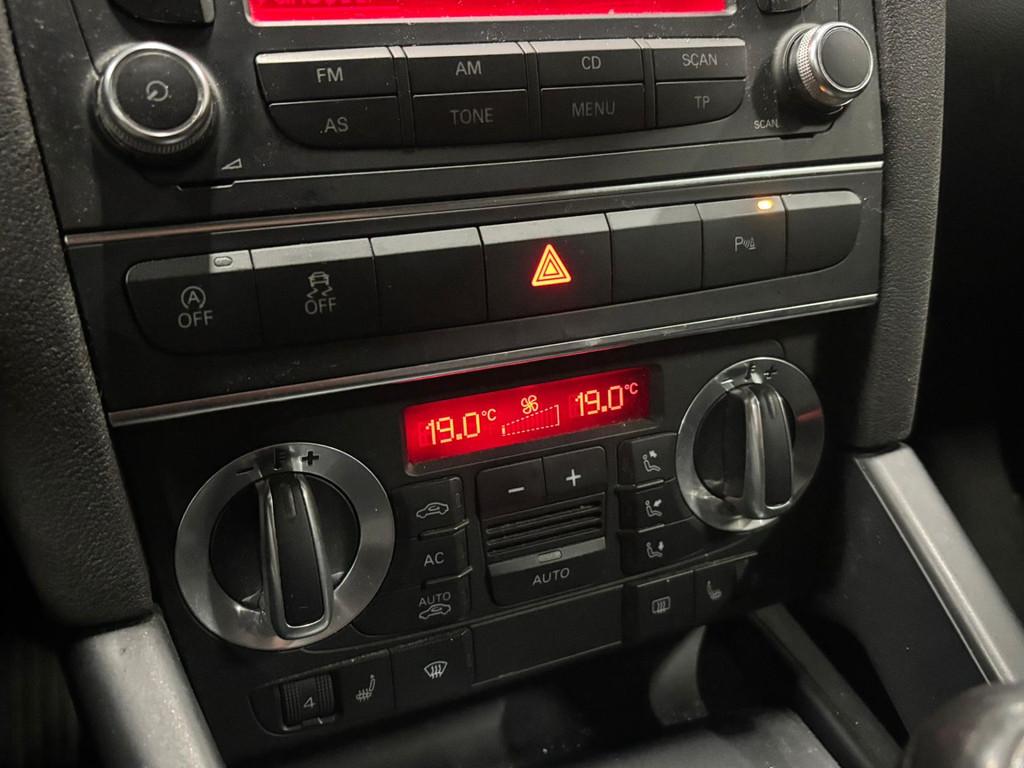 FM AM CD SCAN
AS TONE MENU TP
SCAN
OFF OFF P
19.0°C 19.0°C
- +
- +
- +
AC
AUTO
AUTO
4